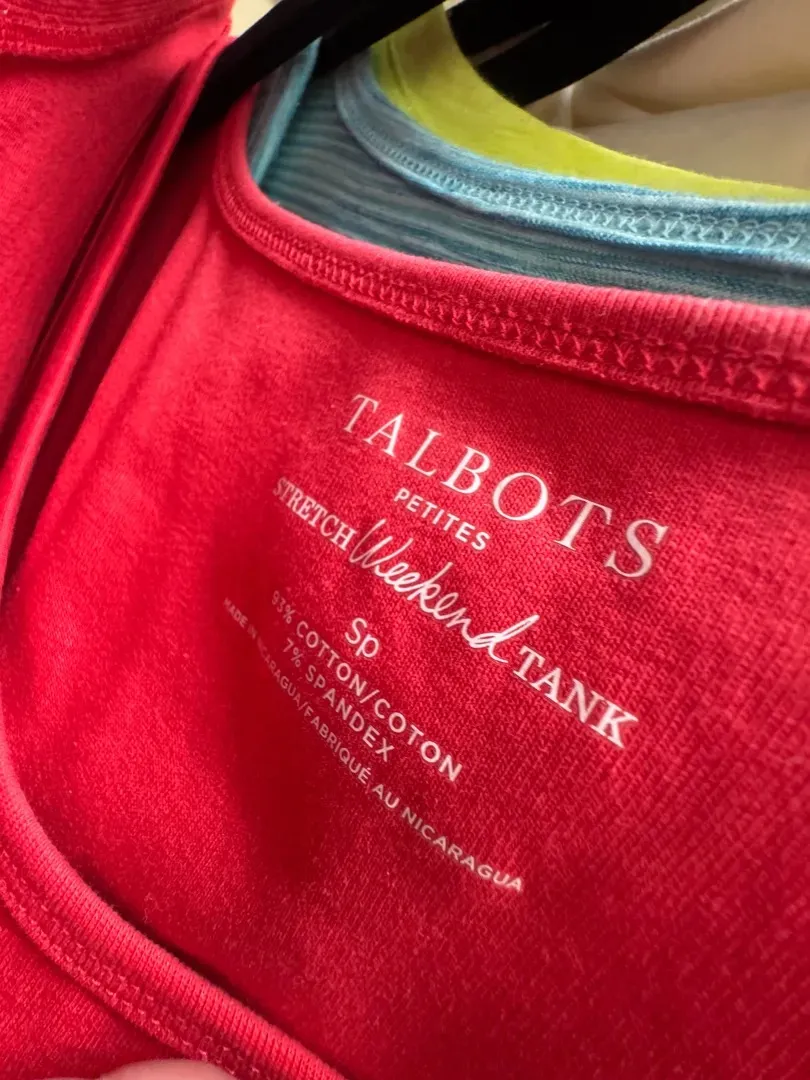 TALBOTS
PETITES
STRETCH Weekend TANK
Sp
93% COTTON/COTON
7% SPANDEX
MADE IN NICARAGUA/FABRIQUÉ AU NICARAGUA